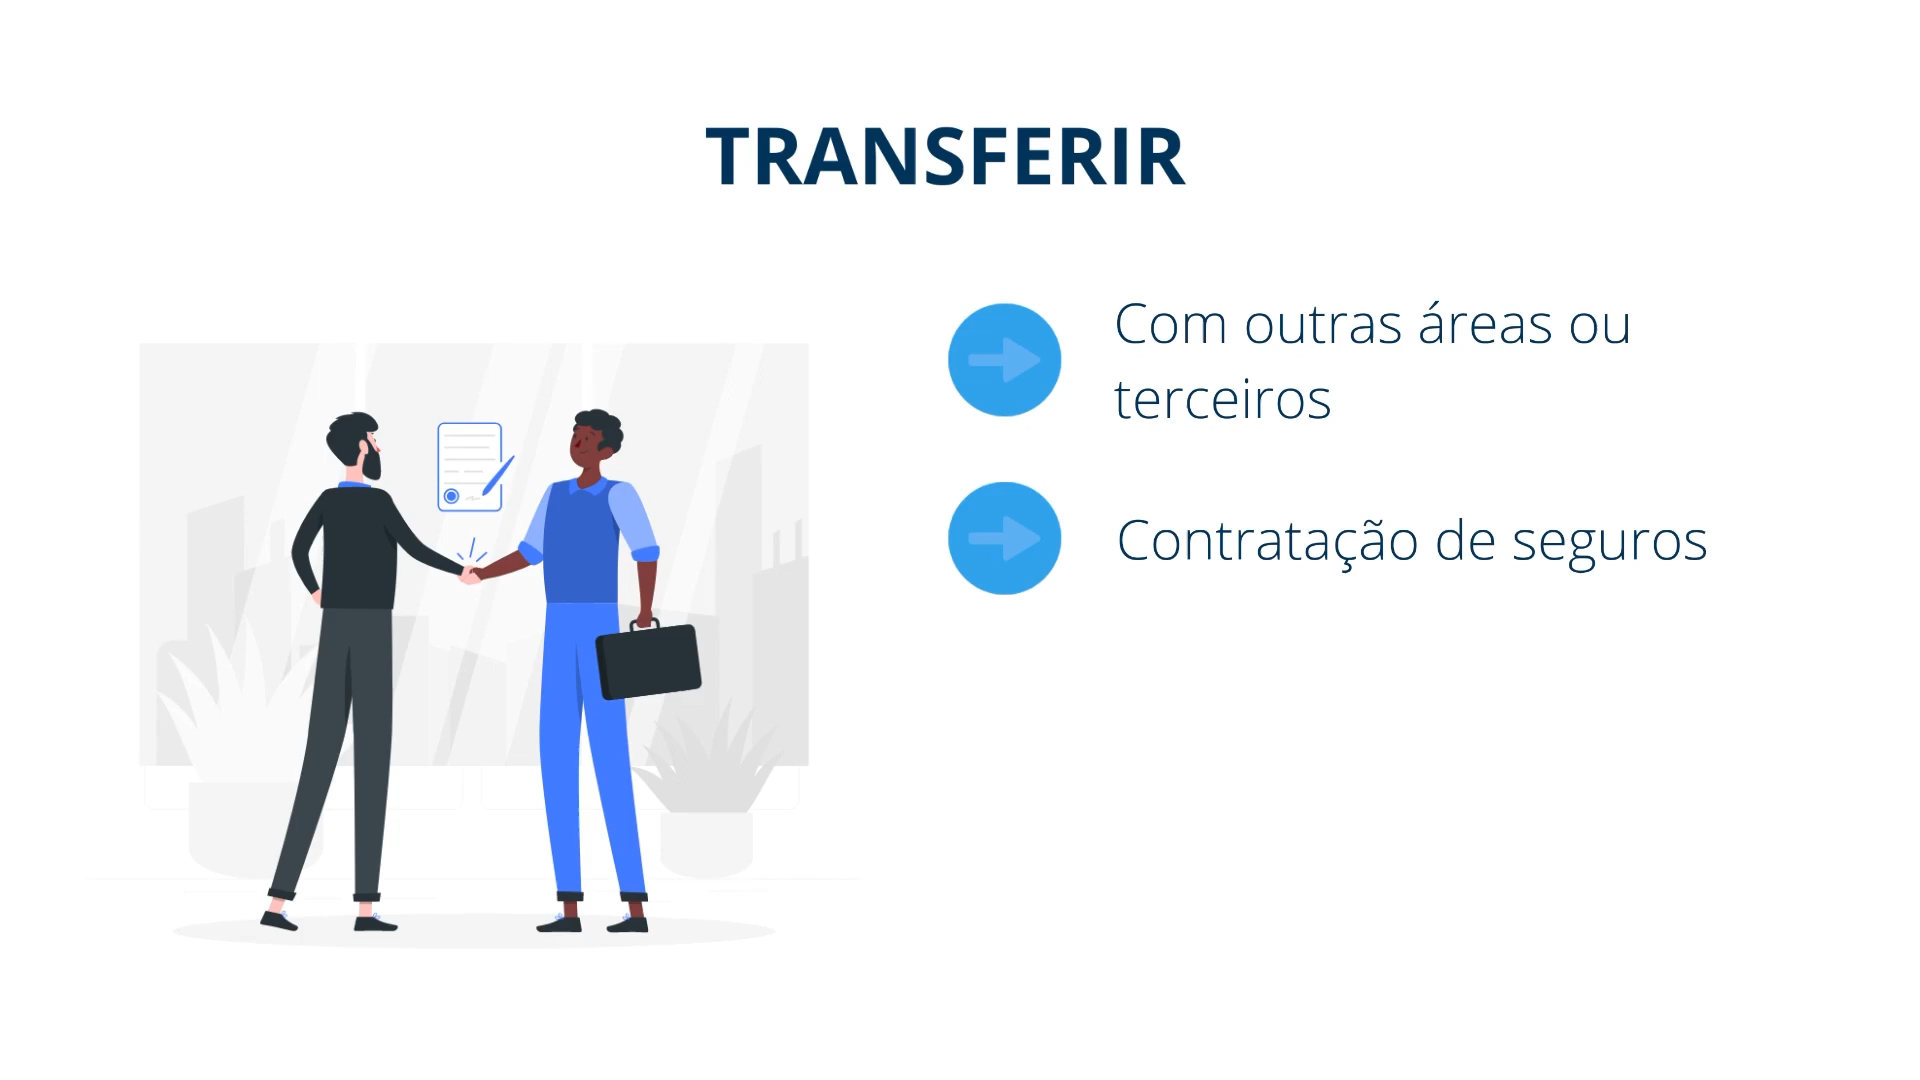 TRANSFERIR
Com outras áreas ou
terceiros
Contratação de seguros